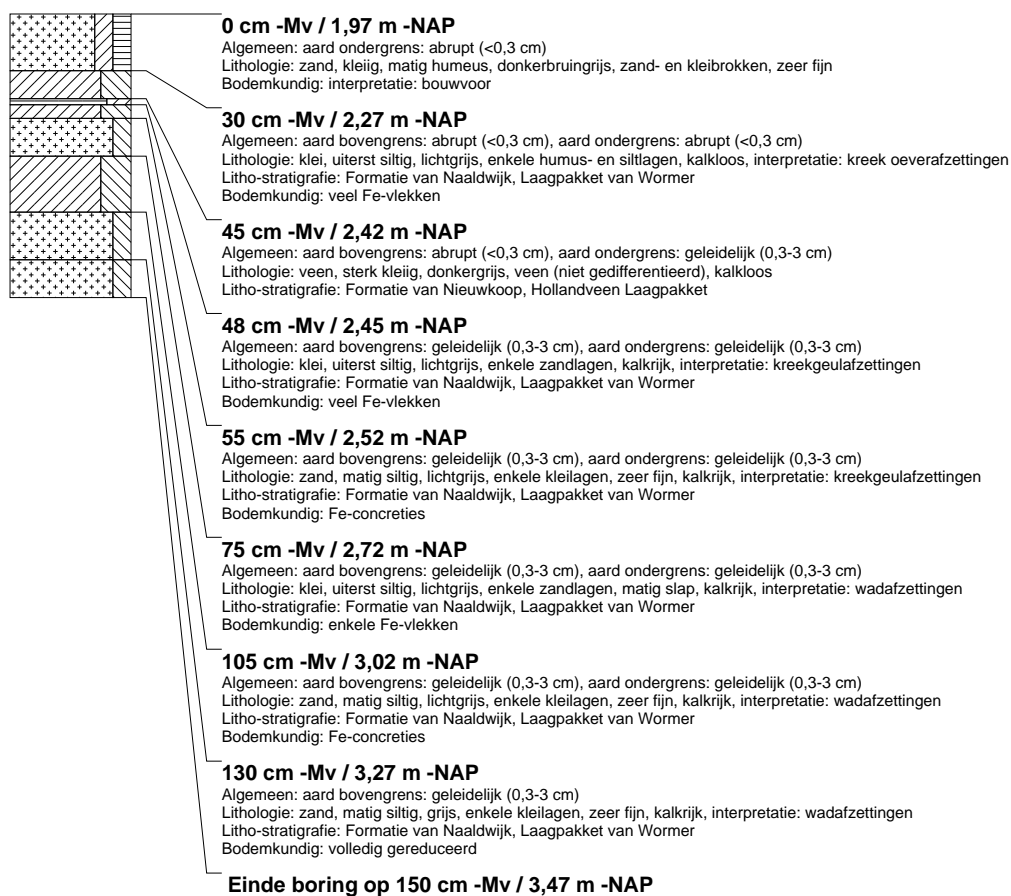 0 cm -Mv / 1,97 m -NAP
Algemeen: aard ondergrens: abrupt (<0,3 cm)
Lithologie: zand, kleiig, matig humeus, donkerbruingrijs, zand- en kleibrokken, zeer fijn
Bodemkundig: interpretatie: bouwvoor
30 cm -Mv / 2,27 m -NAP
Algemeen: aard bovengrens: abrupt (<0,3 cm), aard ondergrens: abrupt (<0,3 cm)
Lithologie: klei, uiterst siltig, lichtgrijs, enkele humus- en siltlagen, kalkloos, interpretatie: kreek oeverafzettingen
Litho-stratigrafie: Formatie van Naaldwijk, Laagpakket van Wormer
Bodemkundig: veel Fe-vlekken
45 cm -Mv / 2,42 m -NAP
Algemeen: aard bovengrens: abrupt (<0,3 cm), aard ondergrens: geleidelijk (0,3-3 cm)
Lithologie: veen, sterk kleiig, donkergrijs, veen (niet gedifferentieerd), kalkloos
Litho-stratigrafie: Formatie van Nieuwkoop, Hollandveen Laagpakket
48 cm -Mv / 2,45 m -NAP
Algemeen: aard bovengrens: geleidelijk (0,3-3 cm), aard ondergrens: geleidelijk (0,3-3 cm)
Lithologie: klei, uiterst siltig, lichtgrijs, enkele zandlagen, kalkrijk, interpretatie: kreekgeulafzettingen
Litho-stratigrafie: Formatie van Naaldwijk, Laagpakket van Wormer
Bodemkundig: veel Fe-vlekken
55 cm -Mv / 2,52 m -NAP
Algemeen: aard bovengrens: geleidelijk (0,3-3 cm), aard ondergrens: geleidelijk (0,3-3 cm)
Lithologie: zand, matig siltig, lichtgrijs, enkele kleilagen, zeer fijn, kalkrijk, interpretatie: kreekgeulafzettingen
Litho-stratigrafie: Formatie van Naaldwijk, Laagpakket van Wormer
Bodemkundig: Fe-concreties
75 cm -Mv / 2,72 m -NAP
Algemeen: aard bovengrens: geleidelijk (0,3-3 cm), aard ondergrens: geleidelijk (0,3-3 cm)
Lithologie: klei, uiterst siltig, lichtgrijs, enkele zandlagen, matig slap, kalkrijk, interpretatie: wadafzettingen
Litho-stratigrafie: Formatie van Naaldwijk, Laagpakket van Wormer
Bodemkundig: enkele Fe-vlekken
105 cm -Mv / 3,02 m -NAP
Algemeen: aard bovengrens: geleidelijk (0,3-3 cm), aard ondergrens: geleidelijk (0,3-3 cm)
Lithologie: zand, matig siltig, lichtgrijs, enkele kleilagen, zeer fijn, kalkrijk, interpretatie: wadafzettingen
Litho-stratigrafie: Formatie van Naaldwijk, Laagpakket van Wormer
Bodemkundig: Fe-concreties
130 cm -Mv / 3,27 m -NAP
Algemeen: aard bovengrens: geleidelijk (0,3-3 cm)
Lithologie: zand, matig siltig, grijs, enkele kleilagen, zeer fijn, kalkrijk, interpretatie: wadafzettingen
Litho-stratigrafie: Formatie van Naaldwijk, Laagpakket van Wormer
Bodemkundig: volledig gereduceerd
Einde boring op 150 cm -Mv / 3,47 m -NAP